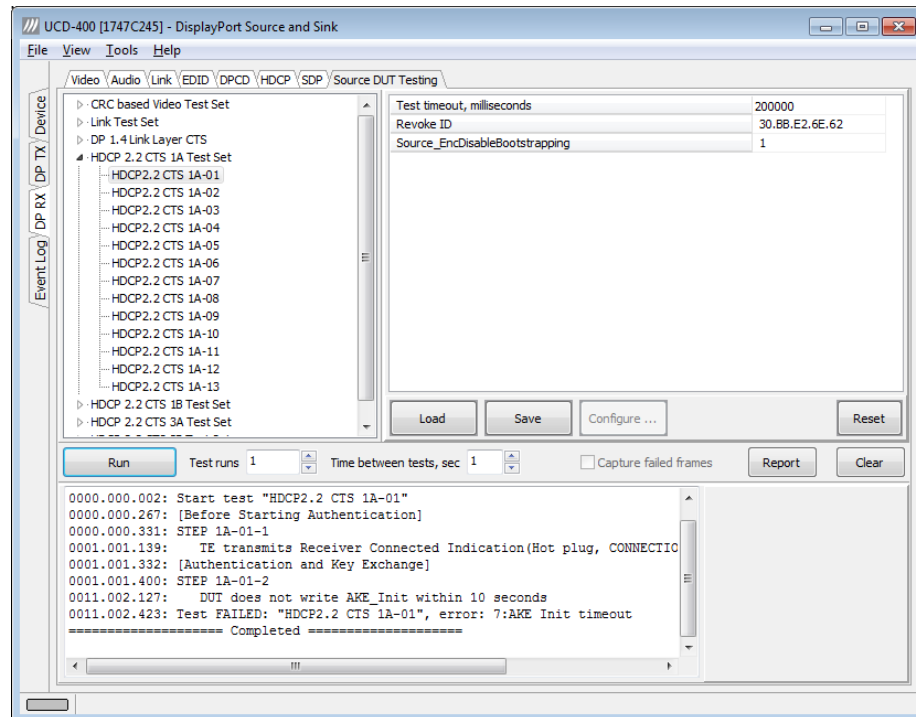 UCD-400 [1747C245] - DisplayPort Source and Sink
File View Tools Help
Video Audio Link EDID DPCD HDCP SDP Source DUT Testing
Device
DP TX
DP RX
Event Log
CRC based Video Test Set
Link Test Set
DP 1.4 Link Layer CTS
HDCP 2.2 CTS 1A Test Set
HDCP2.2 CTS 1A-01
HDCP2.2 CTS 1A-02
HDCP2.2 CTS 1A-03
HDCP2.2 CTS 1A-04
HDCP2.2 CTS 1A-05
HDCP2.2 CTS 1A-06
HDCP2.2 CTS 1A-07
HDCP2.2 CTS 1A-08
HDCP2.2 CTS 1A-09
HDCP2.2 CTS 1A-10
HDCP2.2 CTS 1A-11
HDCP2.2 CTS 1A-12
HDCP2.2 CTS 1A-13
HDCP 2.2 CTS 1B Test Set
HDCP 2.2 CTS 3A Test Set
Test timeout, milliseconds 200000
Revoke ID 30.BB.E2.6E.62
Source_EncDisableBootstrapping 1
Load Save Configure ... Reset
Run Test runs 1 Time between tests, sec 1 Capture failed frames Report Clear
0000.000.002: Start test "HDCP2.2 CTS 1A-01"
0000.000.267: [Before Starting Authentication]
0000.000.331: STEP 1A-01-1
0001.001.139: TE transmits Receiver Connected Indication(Hot plug, CONNECTIO
0001.001.332: [Authentication and Key Exchange]
0001.001.400: STEP 1A-01-2
0011.002.127: DUT does not write AKE_Init within 10 seconds
0011.002.423: Test FAILED: "HDCP2.2 CTS 1A-01", error: 7:AKE Init timeout
==================== Completed ====================